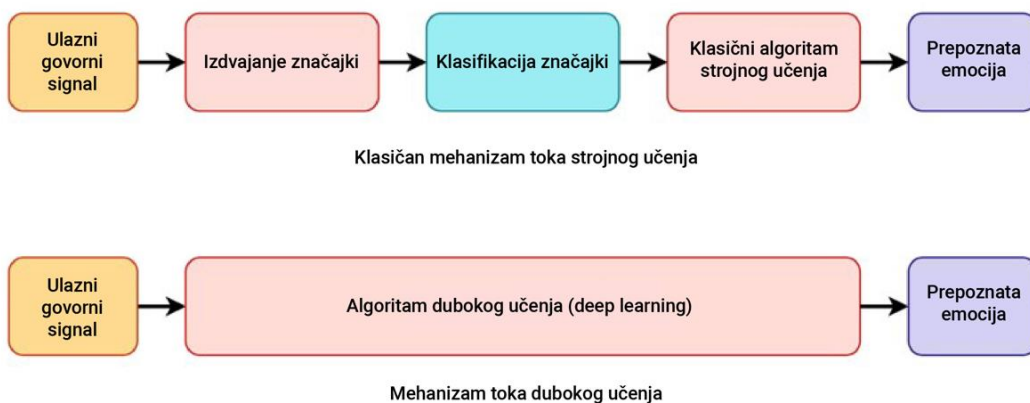 Ulazni
govorni
signal
Izdvajanje značajki
Klasifikacija značajki
Klasični algoritam
strojnog učenja
Prepoznata
emocija
Klasičan mehanizam toka strojnog učenja
Ulazni
govorni
signal
Algoritam dubokog učenja (deep learning)
Prepoznata
emocija
Mehanizam toka dubokog učenja